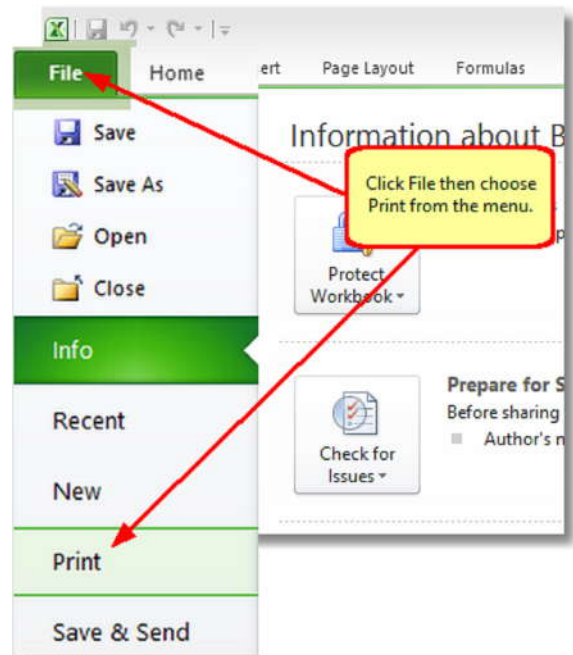 File Home ert Page Layout Formulas
Save
Save As
Open
Close
Info
Recent
New
Print
Save & Send
Information about B
Click File then choose
Print from the menu.
Protect
Workbook
Prepare for S
Before sharing
Author's n
Check for
Issues